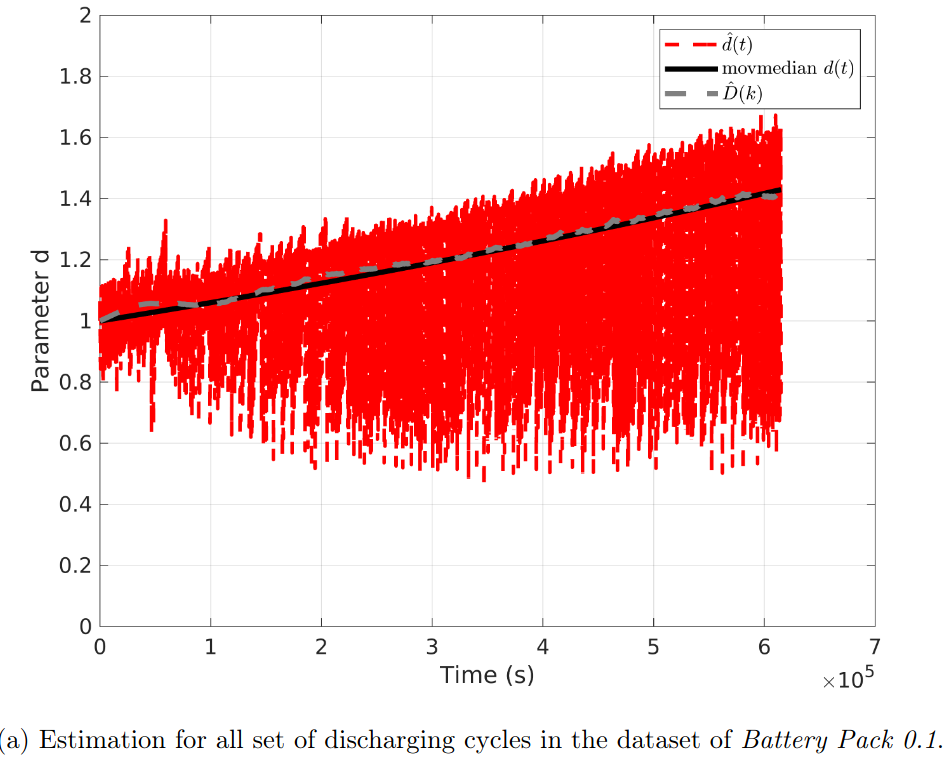 2
1.8
1.6
1.4
1.2
1
0.8
0.6
0.4
0.2
0
Parameter d
d̂(t)
movmedian d(t)
D̂(k)
0 1 2 3 4 5 6 7
Time (s)
×10⁵
(a) Estimation for all set of discharging cycles in the dataset of Battery Pack 0.1.